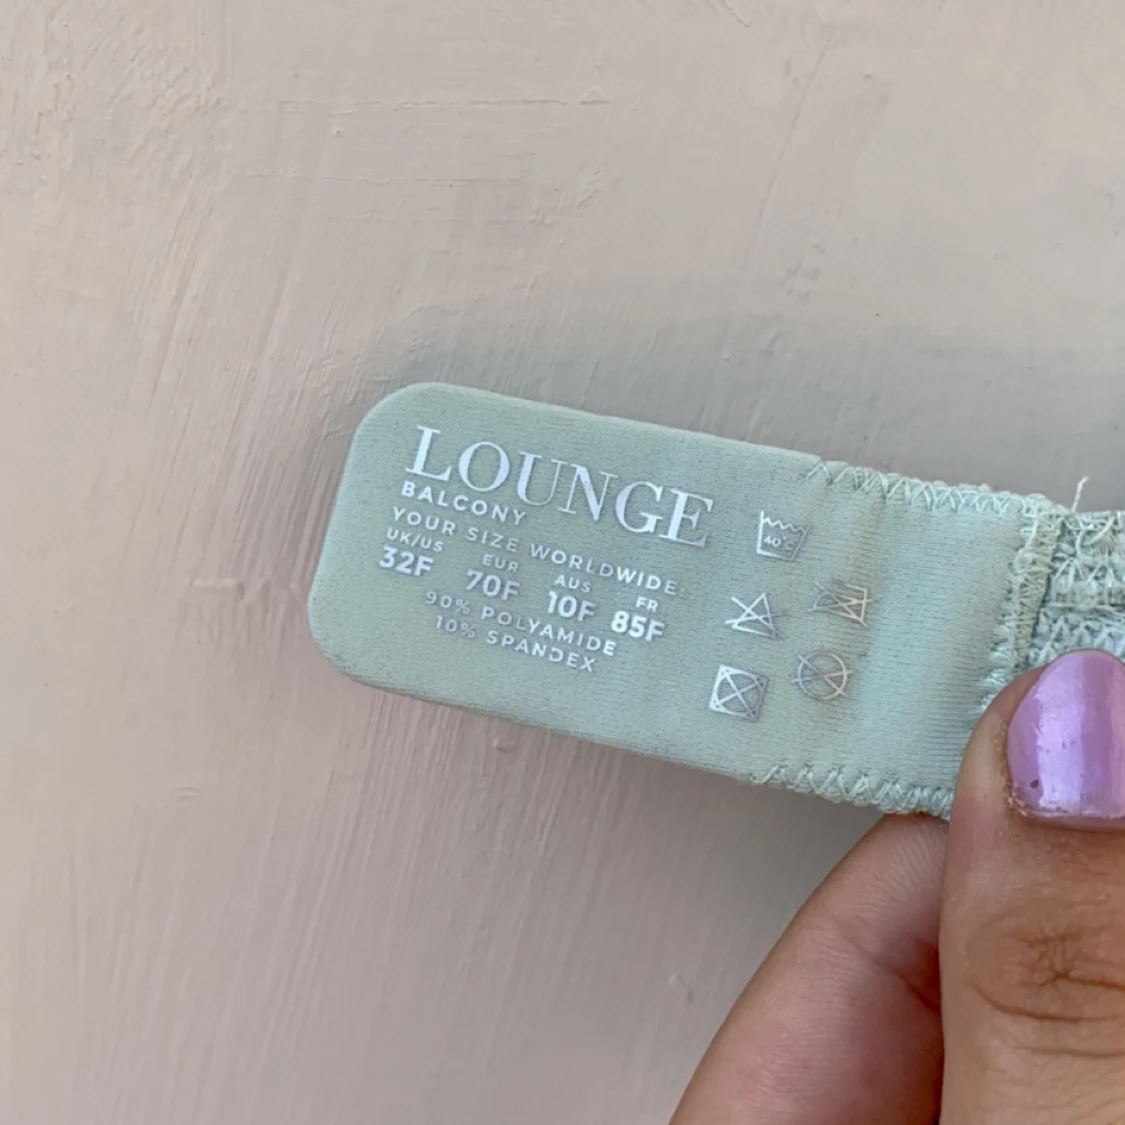 LOUNGE
BALCONY
YOUR SIZE WORLDWIDE:
UK/US EUR AUS FR
32F 70F 10F 85F
90% POLYAMIDE
10% SPANDEX
40°C